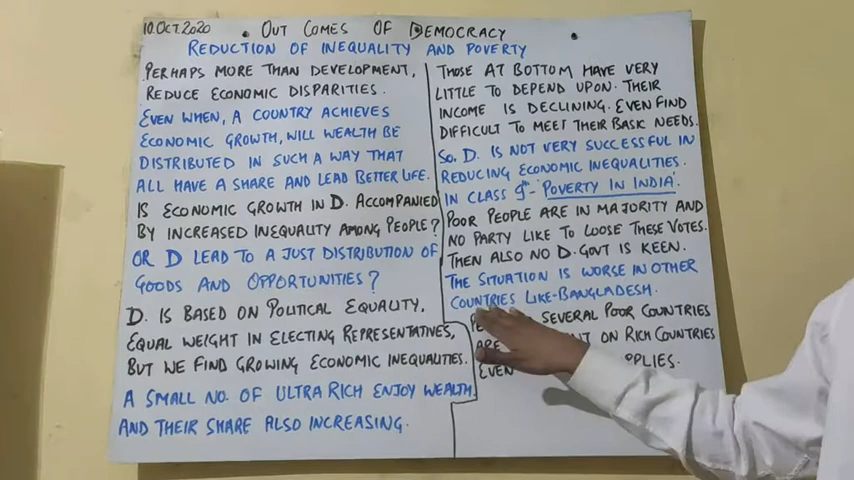 10.OCT.2020 • OUT COMES OF DEMOCRACY •
REDUCTION OF INEQUALITY AND POVERTY
PERHAPS MORE THAN DEVELOPMENT,
REDUCE ECONOMIC DISPARITIES.
EVEN WHEN, A COUNTRY ACHIEVES
ECONOMIC GROWTH, WILL WEALTH BE
DISTRIBUTED IN SUCH A WAY THAT
ALL HAVE A SHARE AND LEAD BETTER LIFE.
IS ECONOMIC GROWTH IN D. ACCOMPANIED
BY INCREASED INEQUALITY AMONG PEOPLE?
OR D LEAD TO A JUST DISTRIBUTION OF
GOODS AND OPPORTUNITIES?
D. IS BASED ON POLITICAL EQUALITY,
EQUAL WEIGHT IN ELECTING REPRESENTATIVES,
BUT WE FIND GROWING ECONOMIC INEQUALITIES.
A SMALL NO. OF ULTRA RICH ENJOY WEALTH
AND THEIR SHARE ALSO INCREASING.
THOSE AT BOTTOM HAVE VERY
LITTLE TO DEPEND UPON. THEIR
INCOME IS DECLINING. EVEN FIND
DIFFICULT TO MEET THEIR BASIC NEEDS.
SO, D. IS NOT VERY SUCCESSFUL IN
REDUCING ECONOMIC INEQUALITIES.
IN CLASS 9th - 'POVERTY IN INDIA'.
POOR PEOPLE ARE IN MAJORITY AND
NO PARTY LIKE TO LOOSE THESE VOTES.
THEN ALSO NO D. GOVT IS KEEN.
THE SITUATION IS WORSE IN OTHER
COUNTRIES LIKE-BANGLADESH.
SEVERAL POOR COUNTRIES
ON RICH COUNTRIES
EVEN